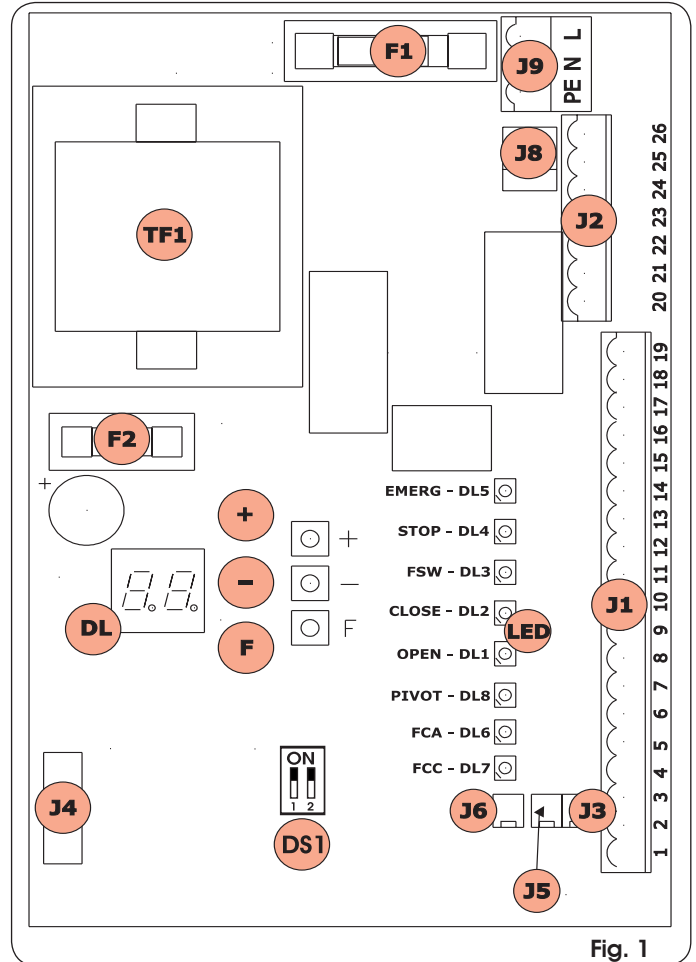 F1
J9
PE N L
J8
J2
20 21 22 23 24 25 26
TF1
F2
+
+
+
-
-
F
F
DL
8.8.
EMERG - DL5
STOP - DL4
FSW - DL3
CLOSE - DL2
LED
OPEN - DL1
PIVOT - DL8
FCA - DL6
FCC - DL7
J1
1 2 3 4 5 6 7 8 9 10 11 12 13 14 15 16 17 18 19
J4
ON
1 2
DS1
J6
J3
J5
Fig. 1